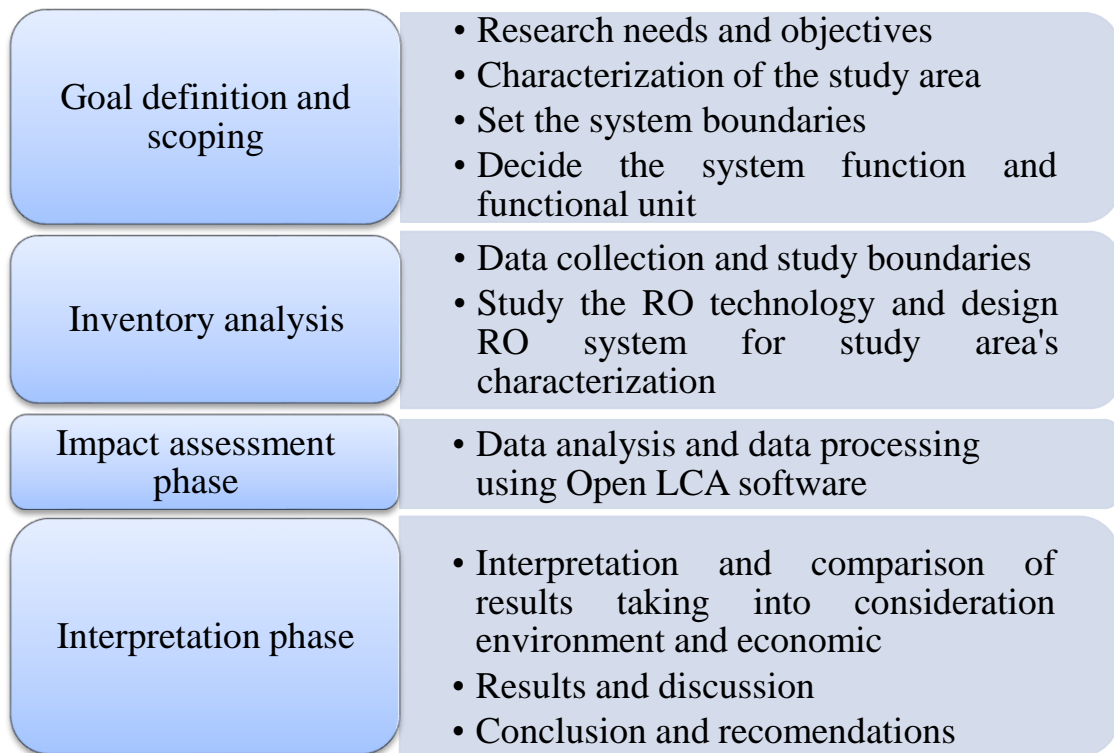 Goal definition and
scoping
• Research needs and objectives
• Characterization of the study area
• Set the system boundaries
• Decide the system function and
functional unit
Inventory analysis
• Data collection and study boundaries
• Study the RO technology and design
RO system for study area's
characterization
Impact assessment
phase
• Data analysis and data processing
using Open LCA software
Interpretation phase
• Interpretation and comparison of
results taking into consideration
environment and economic
• Results and discussion
• Conclusion and recomendations